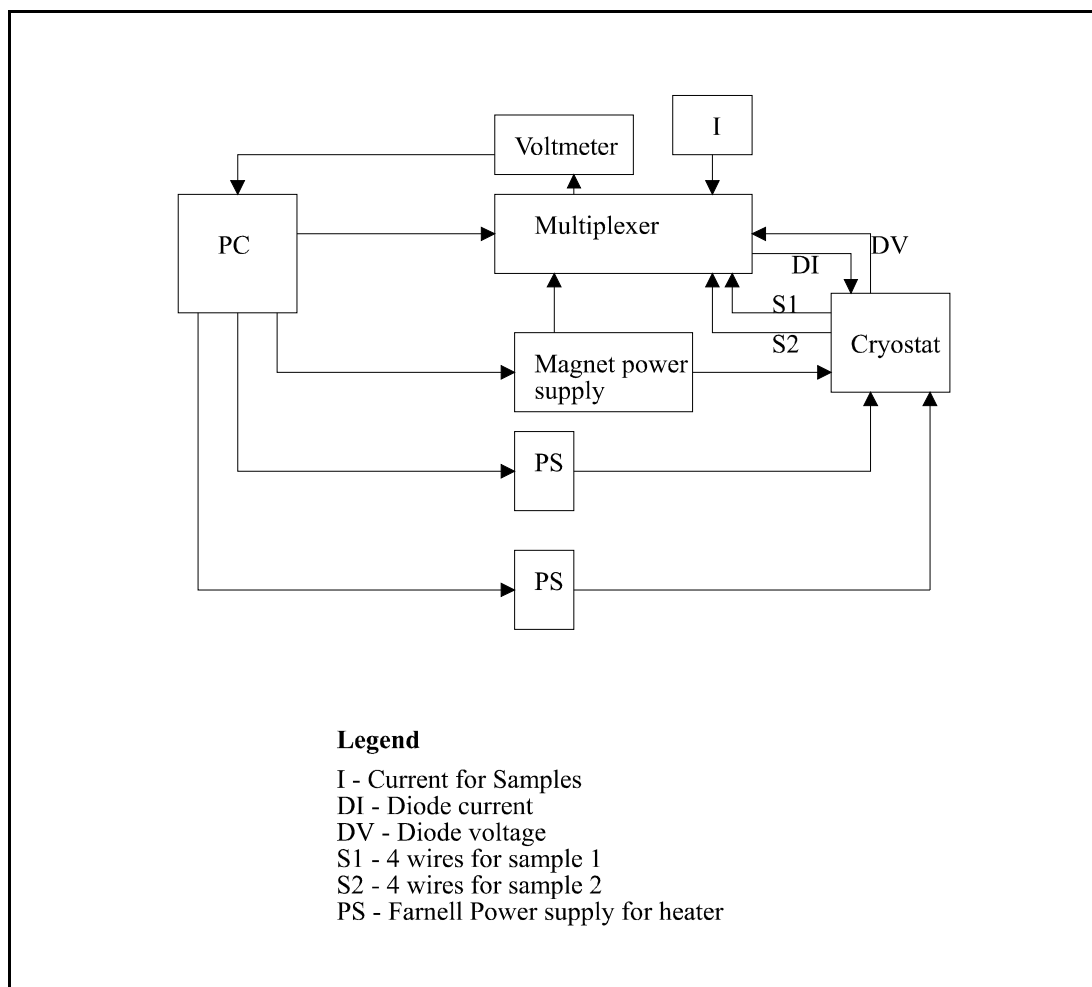 I
Voltmeter
Multiplexer
PC
DV
DI
S1
S2
Cryostat
Magnet power
supply
PS
PS
Legend
I - Current for Samples
DI - Diode current
DV - Diode voltage
S1 - 4 wires for sample 1
S2 - 4 wires for sample 2
PS - Farnell Power supply for heater